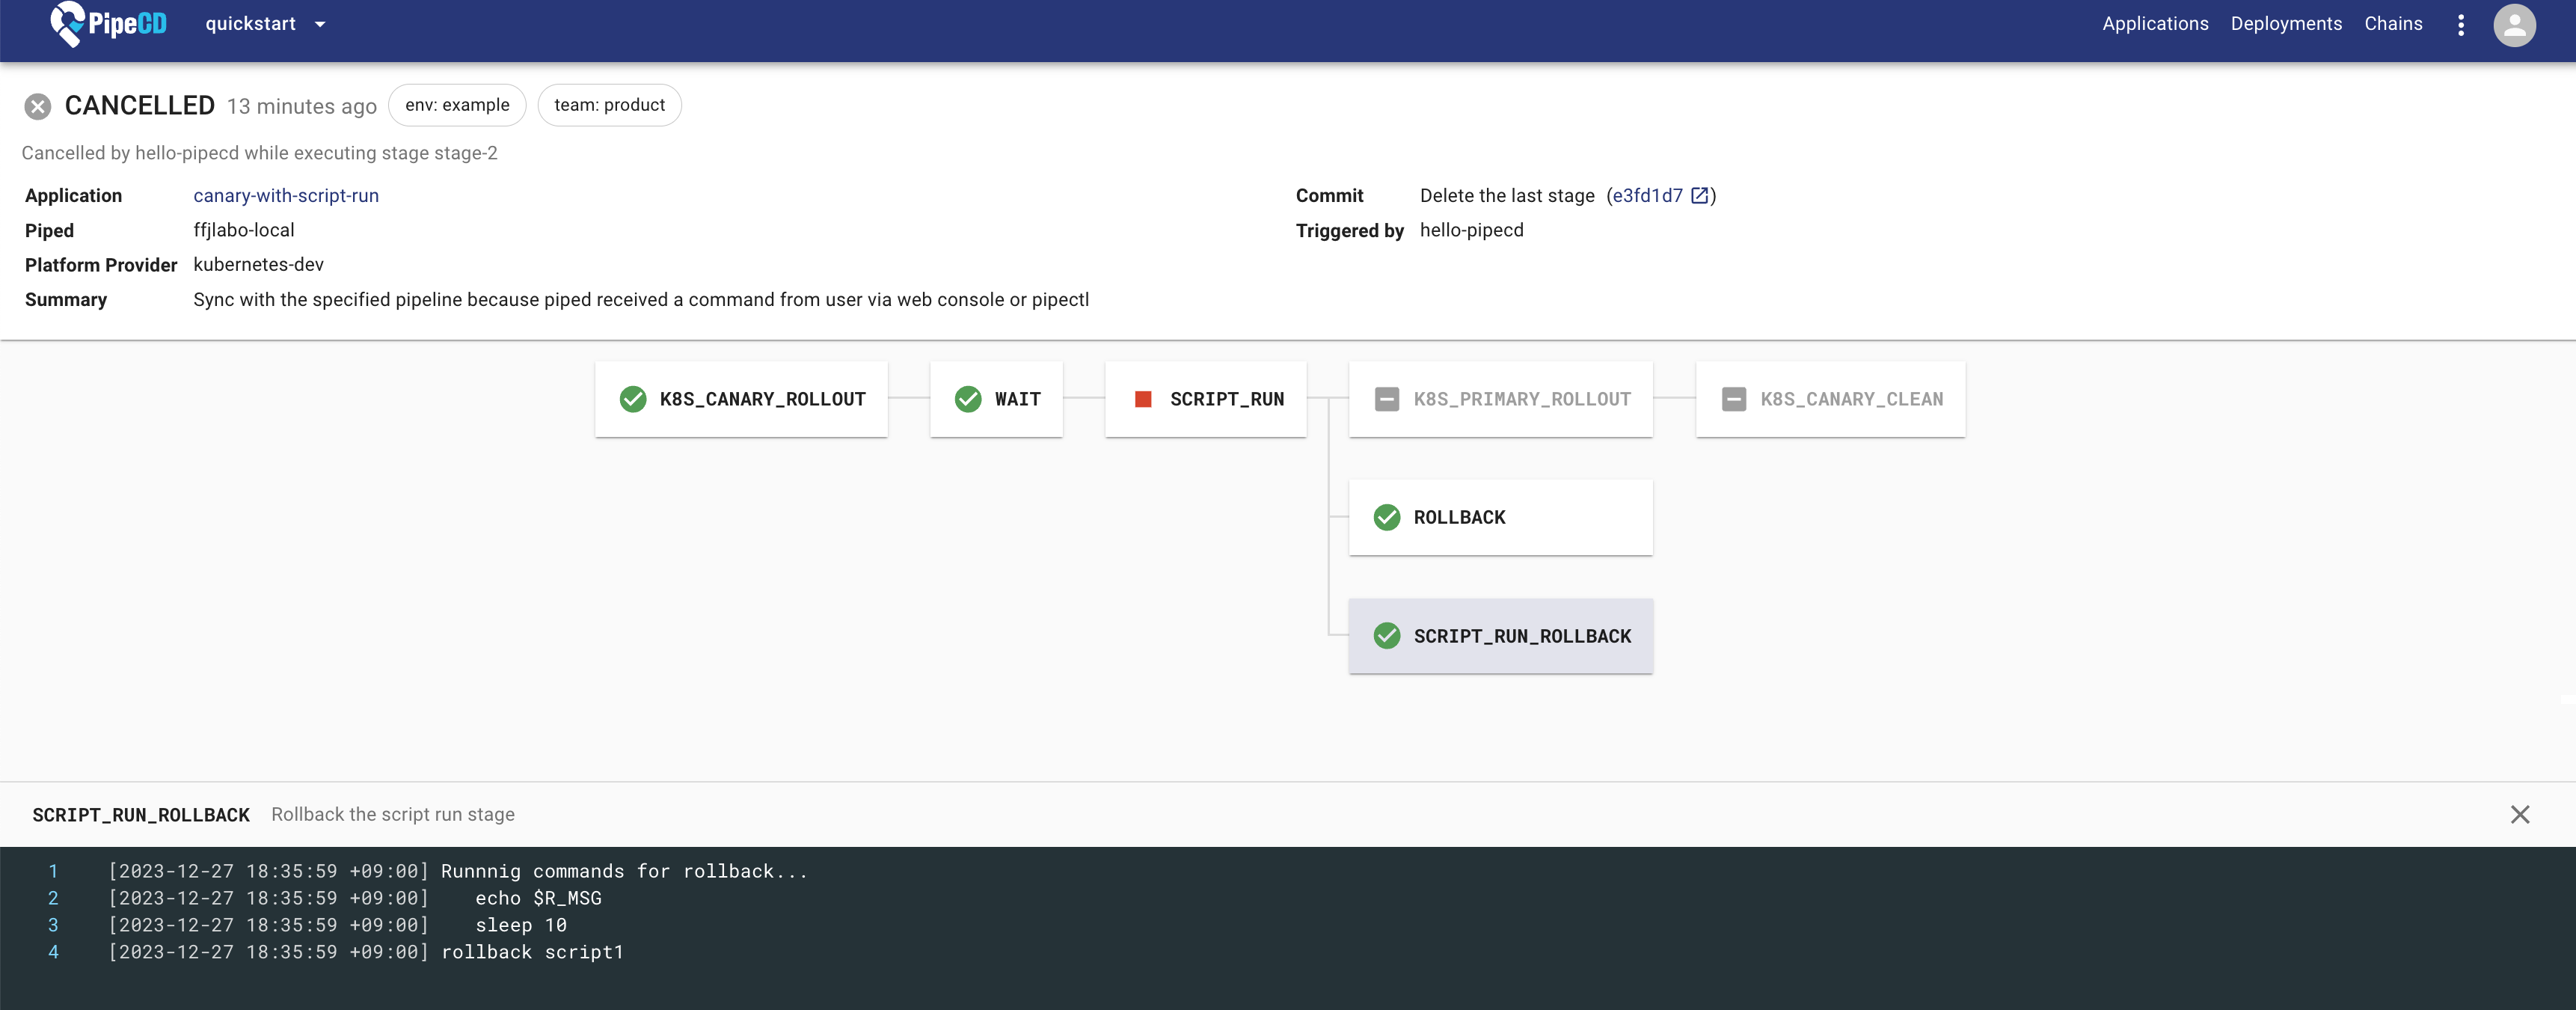 PipeCD quickstart Applications Deployments Chains
CANCELLED 13 minutes ago env: example team: product
Cancelled by hello-pipecd while executing stage stage-2
Application canary-with-script-run Commit Delete the last stage (e3fd1d7)
Piped ffjlabo-local Triggered by hello-pipecd
Platform Provider kubernetes-dev
Summary Sync with the specified pipeline because piped received a command from user via web console or pipectl
K8S_CANARY_ROLLOUT WAIT SCRIPT_RUN K8S_PRIMARY_ROLLOUT K8S_CANARY_CLEAN
ROLLBACK
SCRIPT_RUN_ROLLBACK
SCRIPT_RUN_ROLLBACK Rollback the script run stage
1 [2023-12-27 18:35:59 +09:00] Runnnig commands for rollback...
2 [2023-12-27 18:35:59 +09:00] echo $R_MSG
3 [2023-12-27 18:35:59 +09:00] sleep 10
4 [2023-12-27 18:35:59 +09:00] rollback script1